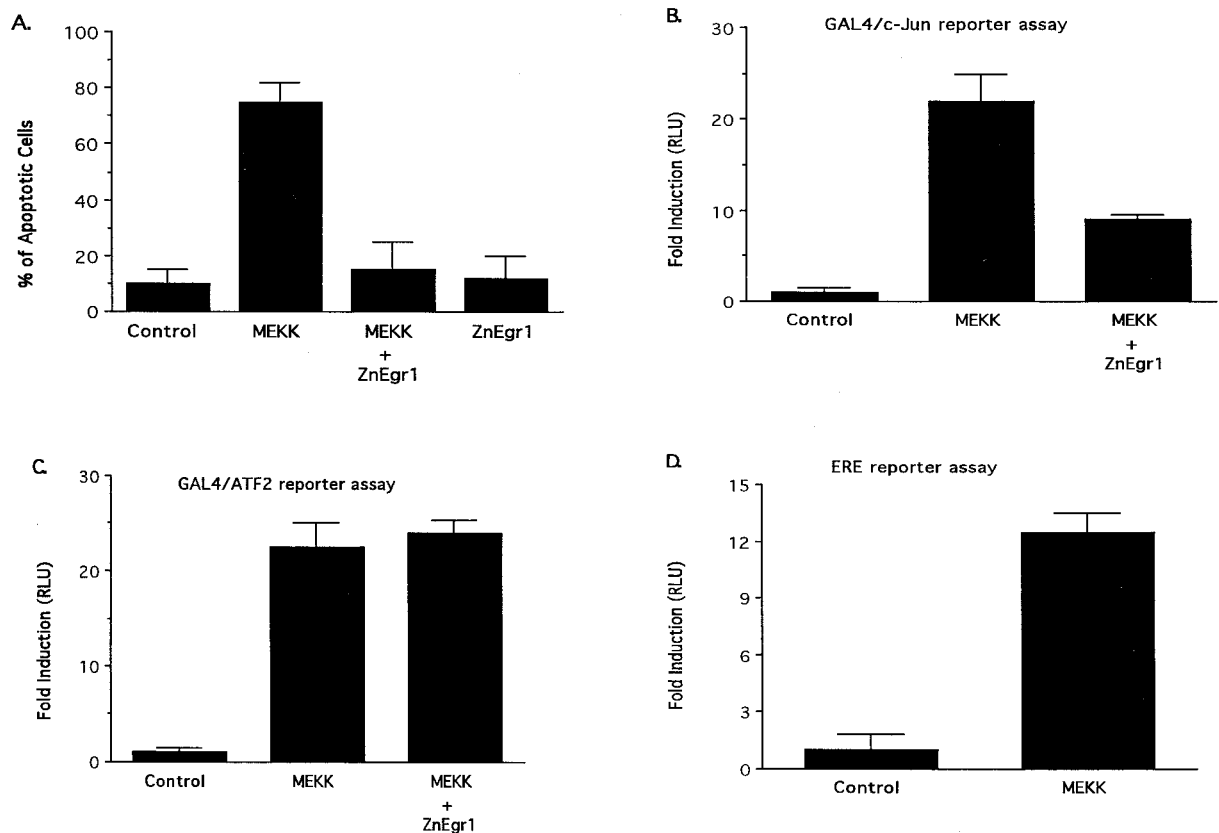 A.
% of Apoptotic Cells
100
80
60
40
20
0
Control
MEKK
MEKK
+
ZnEgr1
ZnEgr1
B.
GAL4/c-Jun reporter assay
Fold Induction (RLU)
30
20
10
0
Control
MEKK
MEKK
+
ZnEgr1
C.
GAL4/ATF2 reporter assay
Fold Induction (RLU)
30
20
10
0
Control
MEKK
MEKK
+
ZnEgr1
D.
ERE reporter assay
Fold Induction (RLU)
15
12
9
6
3
0
Control
MEKK